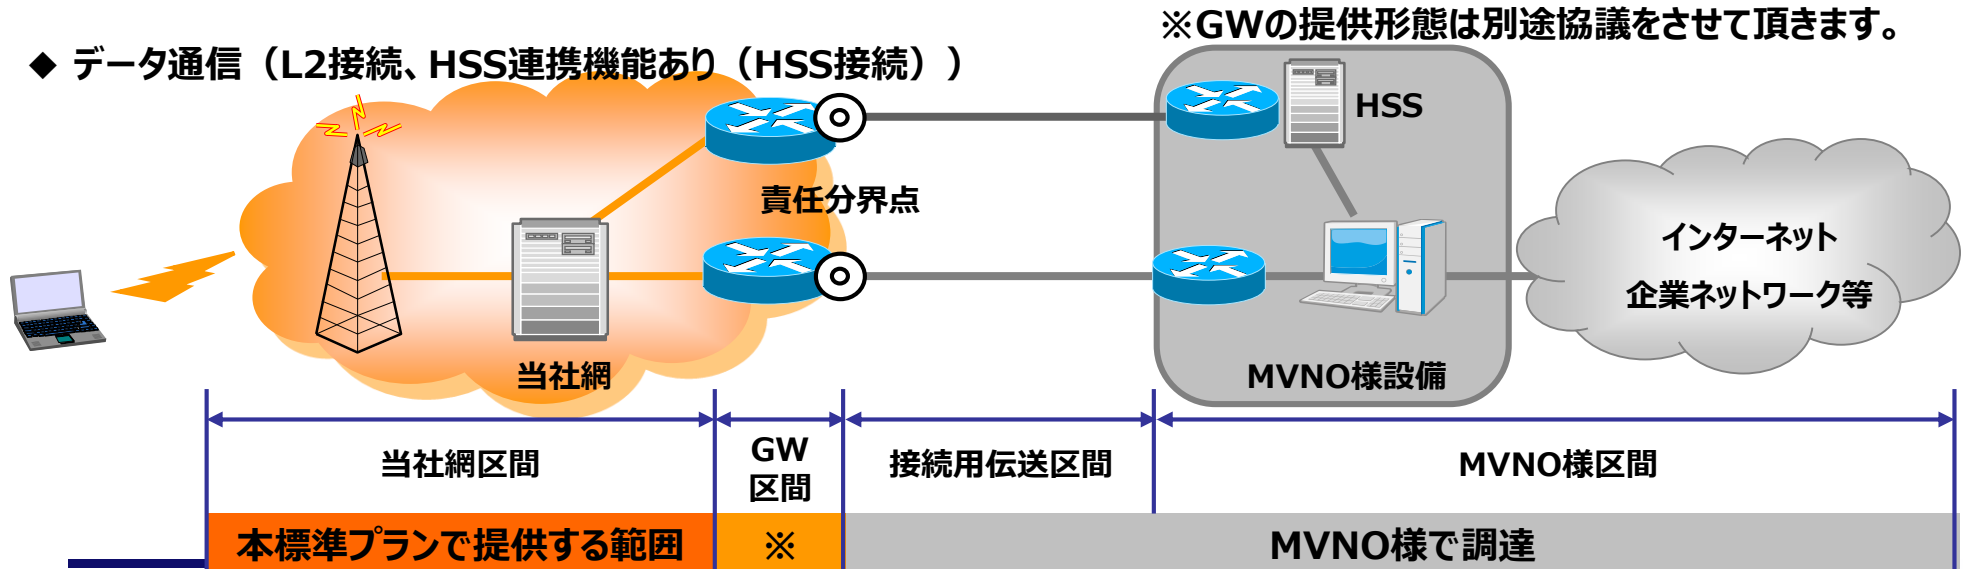 ※GWの提供形態は別途協議をさせて頂きます。
◆ データ通信（L2接続、HSS連携機能あり（HSS接続））
HSS
責任分界点
インターネット
企業ネットワーク等
当社網
MVNO様設備
当社網区間
GW
区間
接続用伝送区間
MVNO様区間
本標準プランで提供する範囲
※
MVNO様で調達